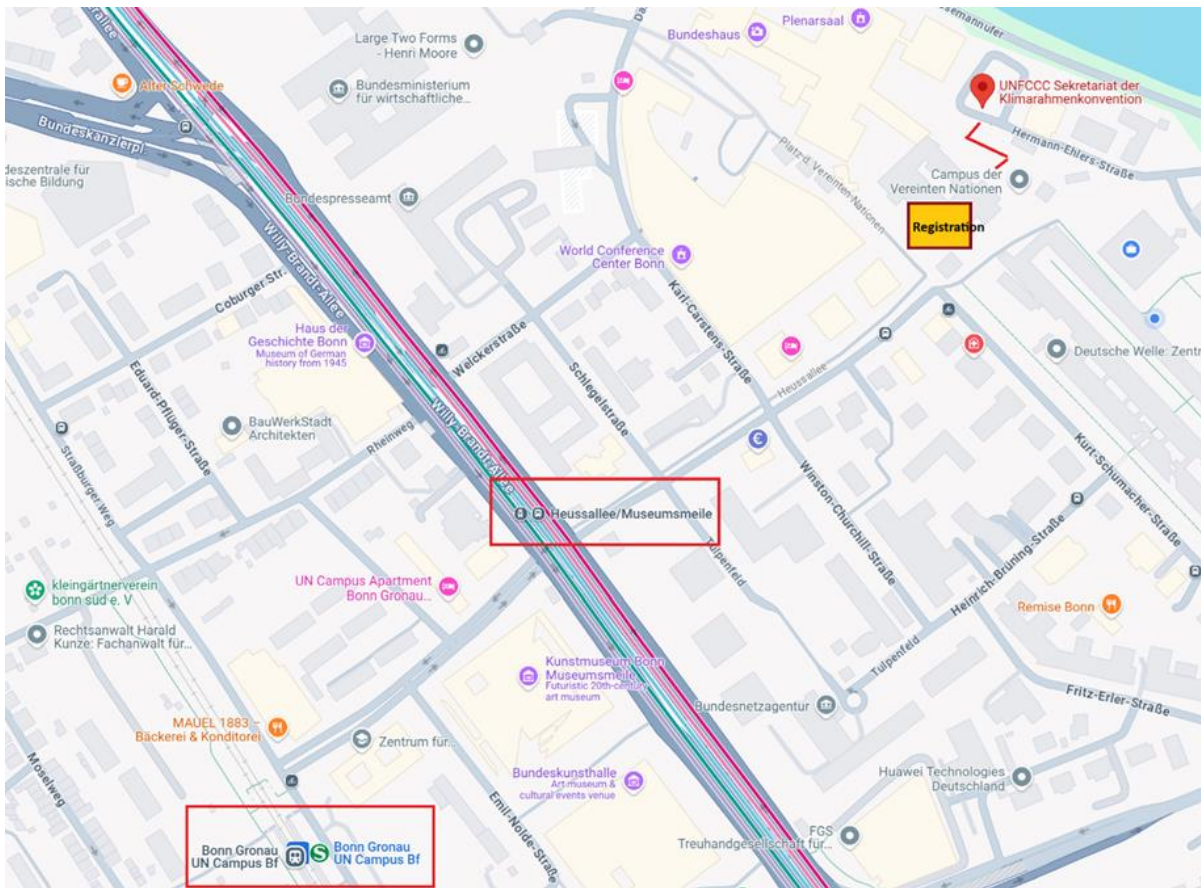 Large Two Forms
- Henri Moore
Bundesministerium
für wirtschaftliche...
Alter Schwede
Bundeskanzlerpl.
Bundespresseamt
Willy-Brandt-Allee
Coburger Str.
Haus der
Geschichte Bonn
Museum of German
history from 1945
Welckerstraße
Eduard-Pflüger-Straße
BauWerkStadt
Architekten
Rheinweg
Straßburger Weg
Willy-Brandt-Allee
Schlegelstraße
Bundeshaus
Plenarsaal
UNFCCC Sekretariat der
Klimarahmenkonvention
Hermann-Ehlers-Straße
Platz d. Vereinten Nationen
Campus der
Vereinten Nationen
Registration
World Conference
Center Bonn
Karl-Carstens-Straße
Heussallee
Deutsche Welle: Zentr
Winston-Churchill-Straße
Kurt-Schumacher-Straße
Heussallee/Museumsmeile
Tulpenfeld
Heinrich-Brüning-Straße
Remise Bonn
Tulpenfeld
Fritz-Erler-Straße
kleingärtnerverein
bonn süd e. V
Rechtsanwalt Harald
Kunze: Fachanwalt für...
UN Campus Apartment
Bonn Gronau...
Kunstmuseum Bonn
Museumsmeile
Futuristic 20th-century
art museum
Bundesnetzagentur
MAUEL 1883 –
Bäckerei & Konditorei
Zentrum für...
Moselweg
Bundeskunsthalle
Art museum &
cultural events venue
Emil-Nolde-Straße
Huawei Technologies
Deutschland
FGS
Treuhandgesellschaft für...
Bonn Gronau
UN Campus Bf
Bonn Gronau
UN Campus Bf